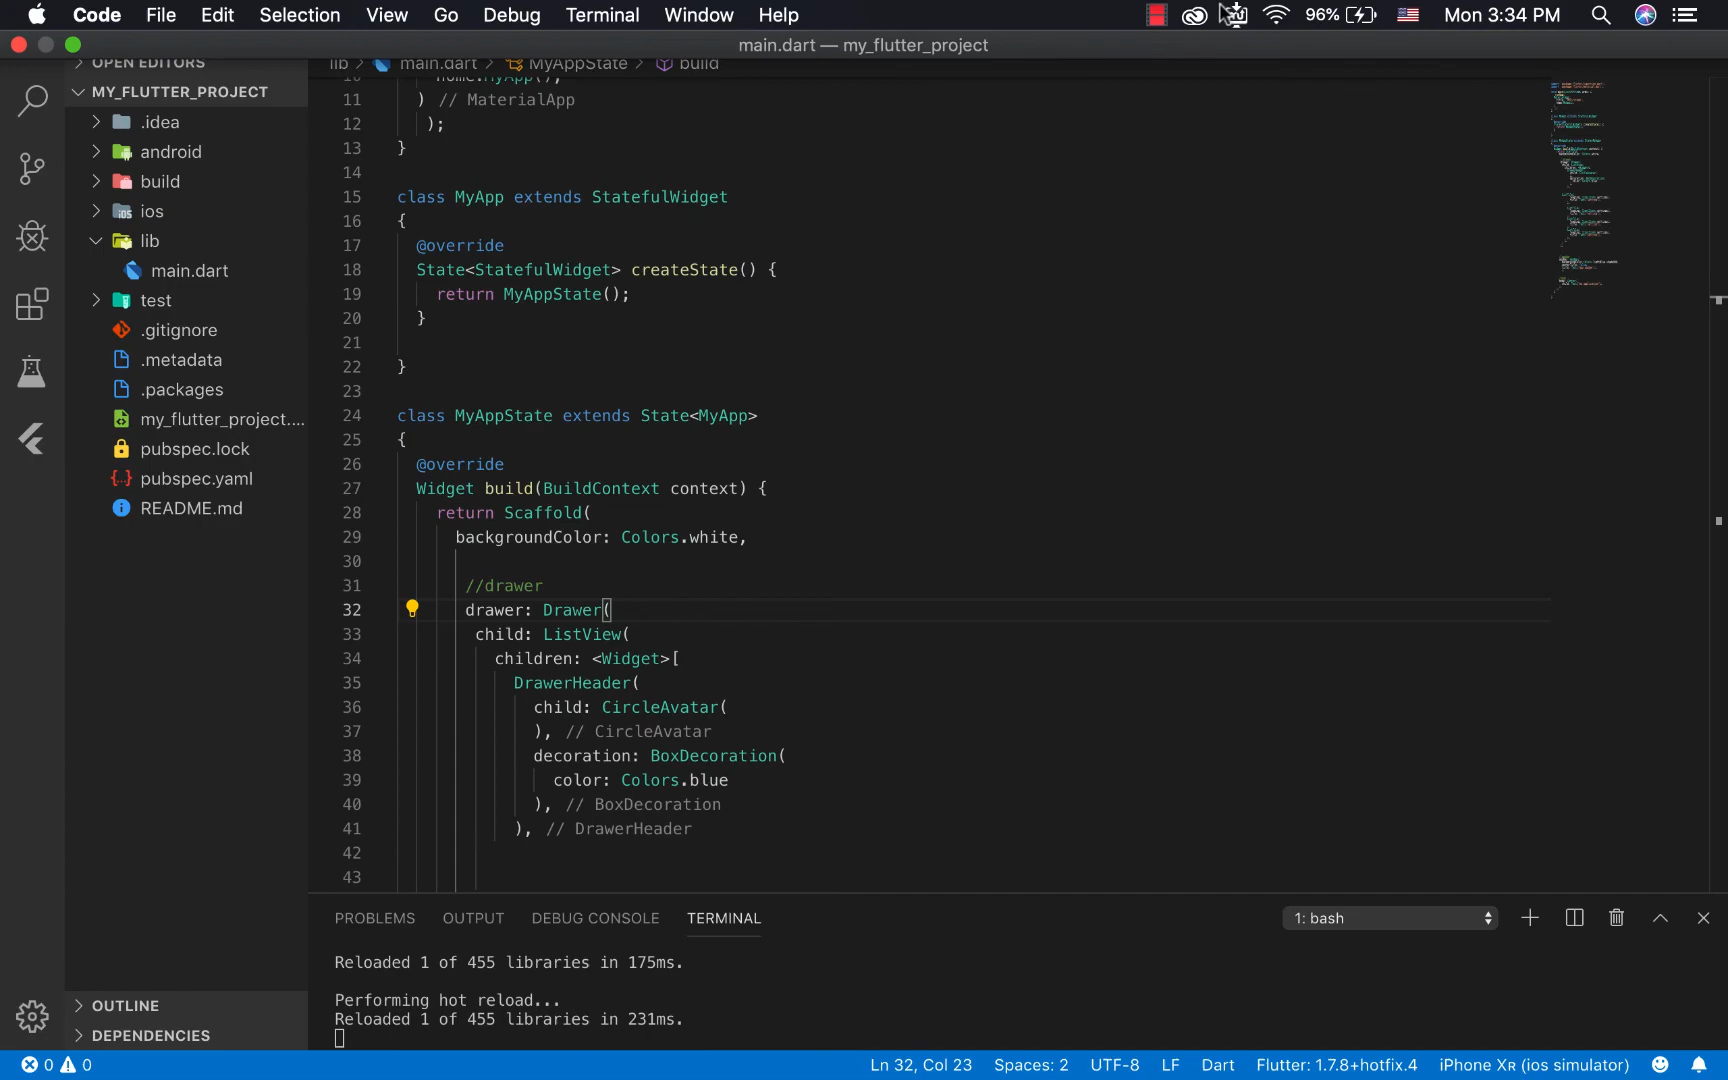 Code File Edit Selection View Go Debug Terminal Window Help 96% Mon 3:34 PM
main.dart — my_flutter_project
OPEN EDITORS
MY_FLUTTER_PROJECT
.idea
android
build
ios
lib
main.dart
test
.gitignore
.metadata
.packages
my_flutter_project....
pubspec.lock
pubspec.yaml
README.md
OUTLINE
DEPENDENCIES
lib > main.dart > MyAppState > build
10 home:MyApp(),
11 ) // MaterialApp
12 );
13 }
14
15 class MyApp extends StatefulWidget
16 {
17 @override
18 State<StatefulWidget> createState() {
19 return MyAppState();
20 }
21
22 }
23
24 class MyAppState extends State<MyApp>
25 {
26 @override
27 Widget build(BuildContext context) {
28 return Scaffold(
29 backgroundColor: Colors.white,
30
31 //drawer
32 drawer: Drawer(
33 child: ListView(
34 children: <Widget>[
35 DrawerHeader(
36 child: CircleAvatar(
37 ), // CircleAvatar
38 decoration: BoxDecoration(
39 color: Colors.blue
40 ), // BoxDecoration
41 ), // DrawerHeader
42
43
PROBLEMS OUTPUT DEBUG CONSOLE TERMINAL 1: bash
Reloaded 1 of 455 libraries in 175ms.
Performing hot reload...
Reloaded 1 of 455 libraries in 231ms.
0 0 Ln 32, Col 23 Spaces: 2 UTF-8 LF Dart Flutter: 1.7.8+hotfix.4 iPhone XR (ios simulator)